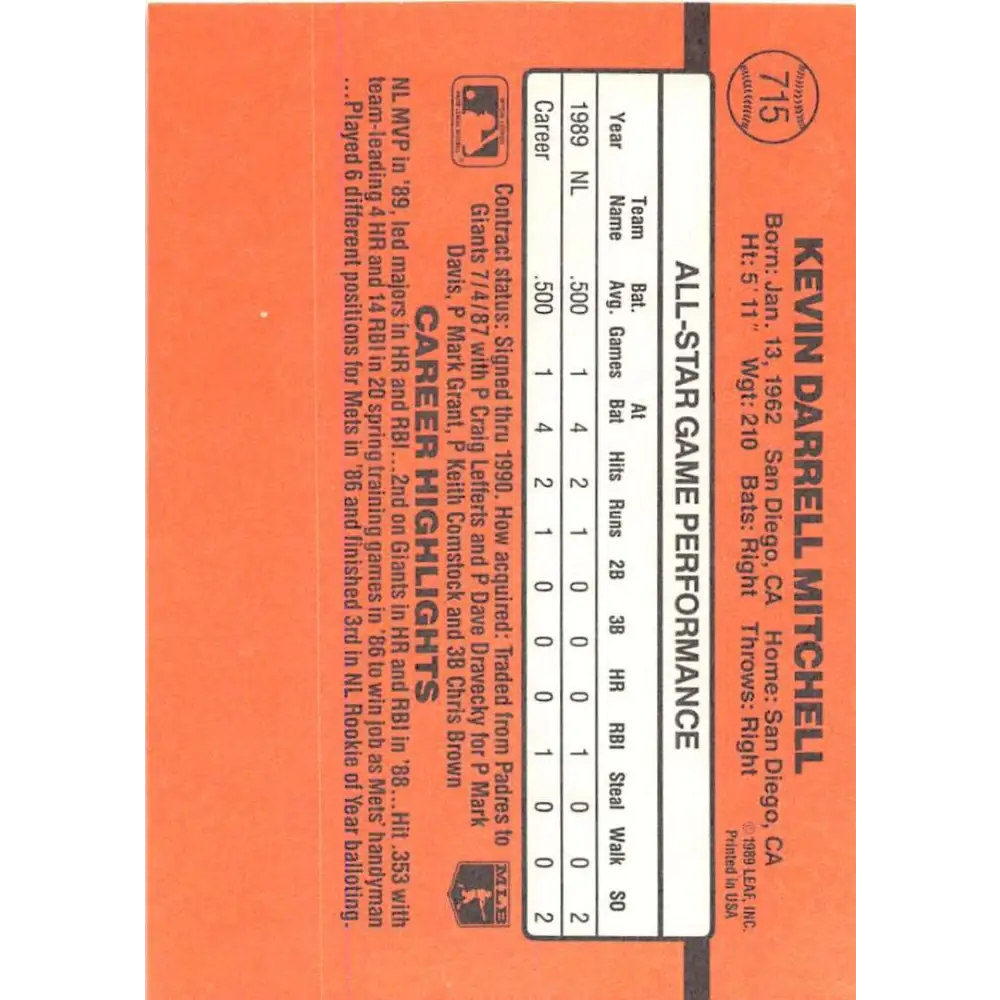 715
KEVIN DARRELL MITCHELL
Born: Jan. 13, 1962 San Diego, CA Home: San Diego, CA
Ht: 5' 11" Wgt: 210 Bats: Right Throws: Right
© 1989 LEAF, INC.
Printed in USA
ALL-STAR GAME PERFORMANCE
Year Team Name Bat. Avg. Games At Bat Hits Runs 2B 3B HR RBI Steal Walk SO
1989 NL .500 1 4 2 1 0 0 0 1 0 0 2
Career .500 1 4 2 1 0 0 0 1 0 0 2
MLB
Contract status: Signed thru 1990. How acquired: Traded from Padres to
Giants 7/4/87 with P Craig Lefferts and P Dave Dravecky for P Mark
Davis, P Mark Grant, P Keith Comstock and 3B Chris Brown
CAREER HIGHLIGHTS
NL MVP in '89, led majors in HR and RBI...2nd on Giants in HR and RBI in '88...Hit .353 with
team-leading 4 HR and 14 RBI in 20 spring training games in '86 to win job as Mets' handyman
...Played 6 different positions for Mets in '86 and finished 3rd in NL Rookie of Year balloting.